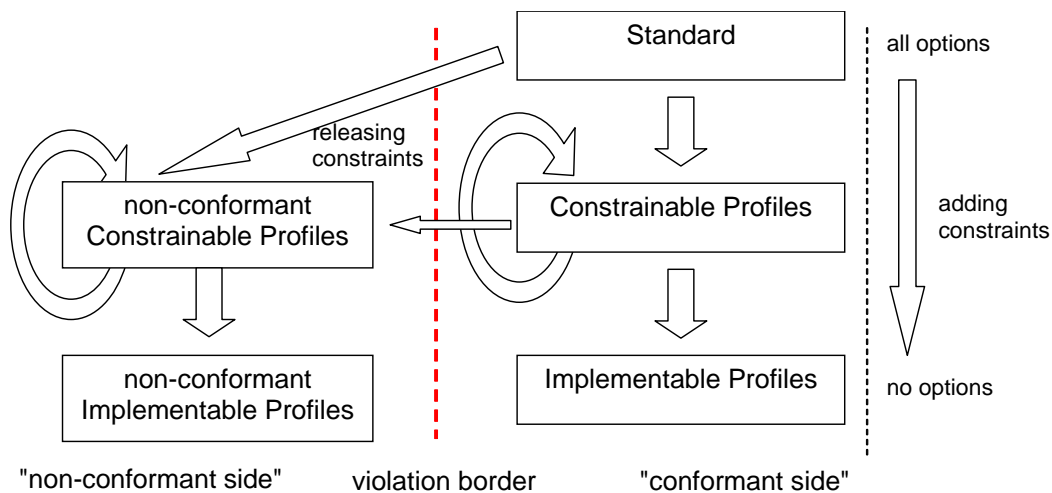 Standard
all options
releasing
constraints
non-conformant
Constrainable Profiles
Constrainable Profiles
adding
constraints
non-conformant
Implementable Profiles
Implementable Profiles
no options
"non-conformant side"
violation border
"conformant side"